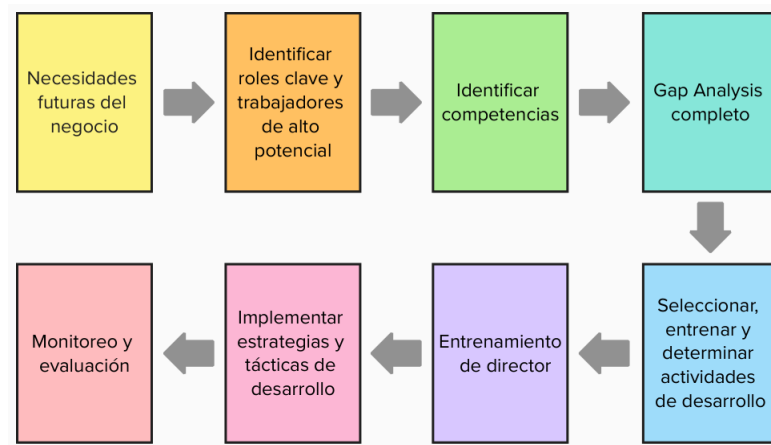 Necesidades
futuras del
negocio
Identificar
roles clave y
trabajadores
de alto
potencial
Identificar
competencias
Gap Analysis
completo
Seleccionar,
entrenar y
determinar
actividades
de desarrollo
Entrenamiento
de director
Implementar
estrategias y
tácticas de
desarrollo
Monitoreo y
evaluación